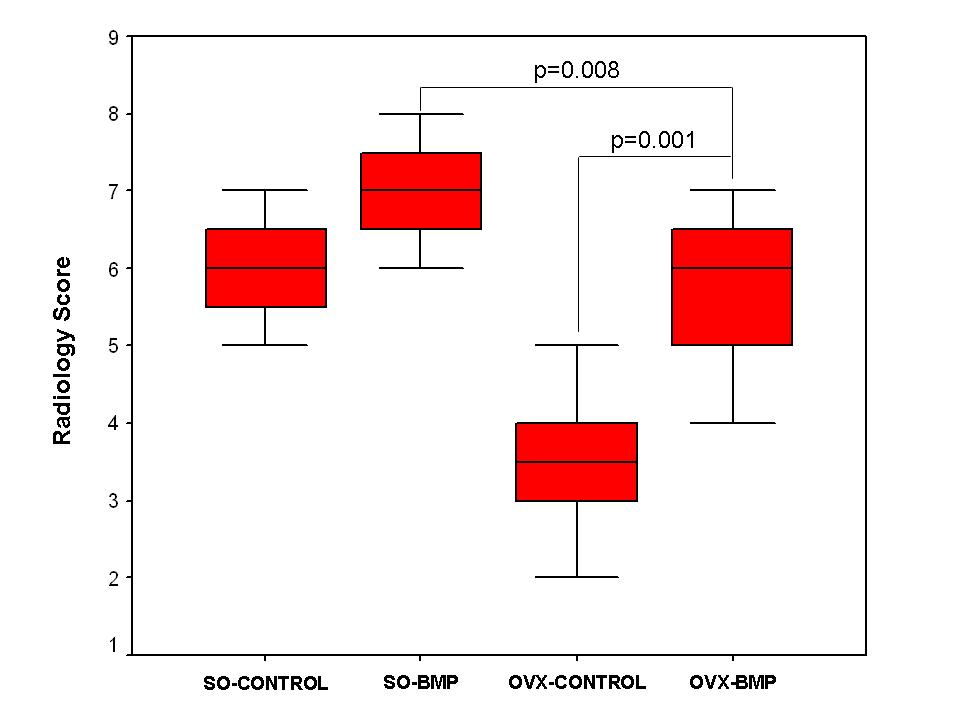 9
p=0.008
8
p=0.001
7
6
5
4
3
2
1
Radiology Score
SO-CONTROL SO-BMP OVX-CONTROL OVX-BMP